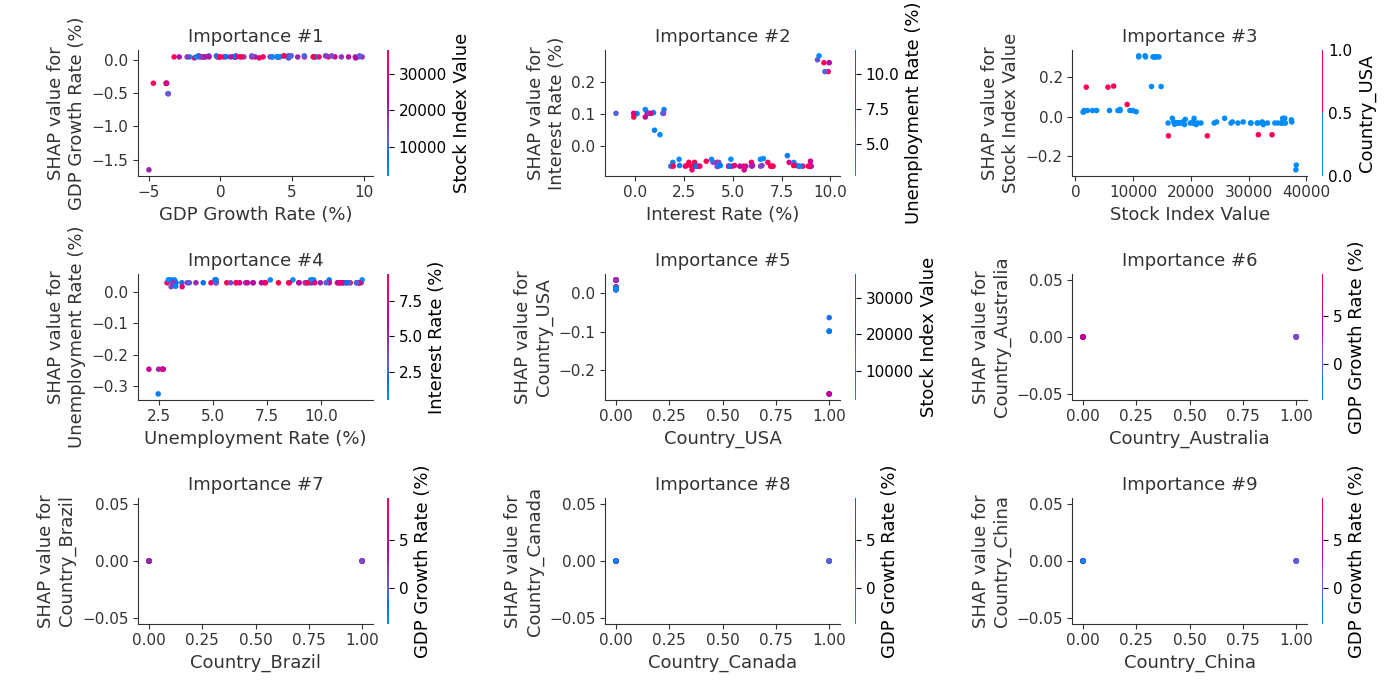 Importance #1
SHAP value for
GDP Growth Rate (%)
0.0
−0.5
−1.0
−1.5
−5
0
5
10
GDP Growth Rate (%)
30000
20000
10000
Stock Index Value
Importance #2
SHAP value for
Interest Rate (%)
0.2
0.1
0.0
0.0
2.5
5.0
7.5
10.0
Interest Rate (%)
10.0
7.5
5.0
Unemployment Rate (%)
Importance #3
SHAP value for
Stock Index Value
0.2
0.0
−0.2
0
10000
20000
30000
40000
Stock Index Value
1.0
0.5
0.0
Country_USA
Importance #4
SHAP value for
Unemployment Rate (%)
0.0
−0.1
−0.2
−0.3
2.5
5.0
7.5
10.0
Unemployment Rate (%)
7.5
5.0
2.5
Interest Rate (%)
Importance #5
SHAP value for
Country_USA
0.0
−0.1
−0.2
0.00
0.25
0.50
0.75
1.00
Country_USA
30000
20000
10000
Stock Index Value
Importance #6
SHAP value for
Country_Australia
0.05
0.00
−0.05
0.00
0.25
0.50
0.75
1.00
Country_Australia
5
0
GDP Growth Rate (%)
Importance #7
SHAP value for
Country_Brazil
0.05
0.00
−0.05
0.00
0.25
0.50
0.75
1.00
Country_Brazil
5
0
GDP Growth Rate (%)
Importance #8
SHAP value for
Country_Canada
0.05
0.00
−0.05
0.00
0.25
0.50
0.75
1.00
Country_Canada
5
0
GDP Growth Rate (%)
Importance #9
SHAP value for
Country_China
0.05
0.00
−0.05
0.00
0.25
0.50
0.75
1.00
Country_China
5
0
GDP Growth Rate (%)